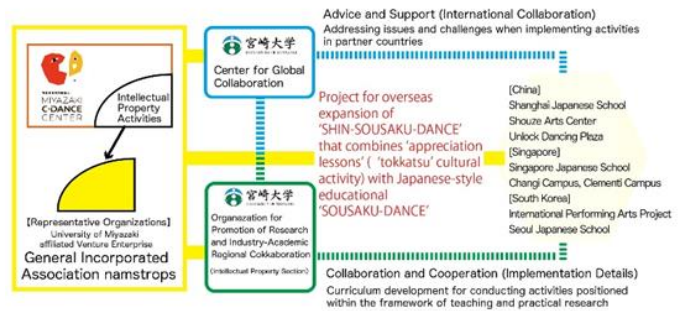 Advice and Support (International Collaboration)
Addressing issues and challenges when implementing activities
in partner countries
MIYAZAKI
C-DANCE
CENTER
Intellectual
Property
Activities
宮崎大学
Center for Global
Collaboration
【Representative Organizations】
University of Miyazaki
affiliated Venture Enterprise
General Incorporated
Association namstrops
宮崎大学
Organization for
Promotion of Research
and Industry-Academic
Regional Cokkaboration
(Intellectual Property Section)
Project for overseas
expansion of
'SHIN-SOUSAKU-DANCE'
that combines 'appreciation
lessons' ( 'tokkatsu' cultural
activity) with Japanese-style
educational
'SOUSAKU-DANCE'
[China]
Shanghai Japanese School
Shouze Arts Center
Unlock Dancing Plaza
[Singapore]
Singapore Japanese School
Changi Campus, Clementi Campus
[South Korea]
International Performing Arts Project
Seoul Japanese School
Collaboration and Cooperation (Implementation Details)
Curriculum development for conducting activities positioned
within the framework of teaching and practical research